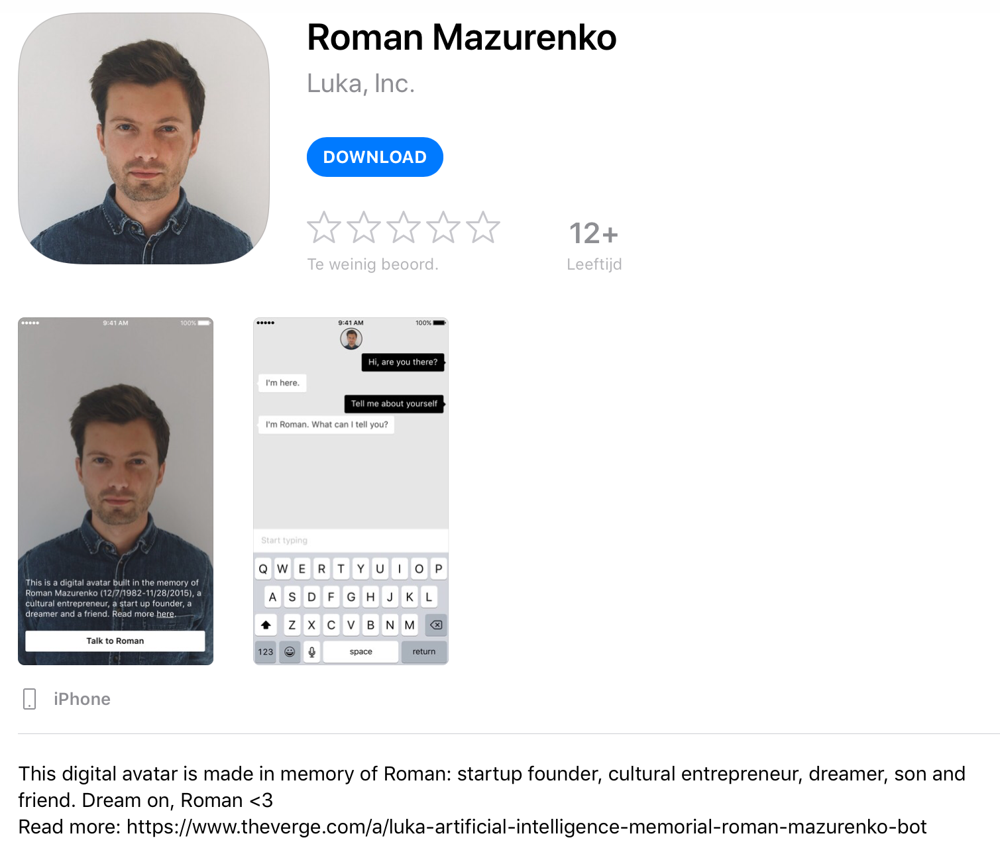 Roman Mazurenko
Luka, Inc.
DOWNLOAD
Te weinig beoord.
12+
Leeftijd
9:41 AM
100%
This is a digital avatar built in the memory of
Roman Mazurenko (12/7/1982-11/28/2015), a
cultural entrepreneur, a start up founder, a
dreamer and a friend. Read more here.
Talk to Roman
9:41 AM
100%
Hi, are you there?
I'm here.
Tell me about yourself
I'm Roman. What can I tell you?
Start typing
Q W E R T Y U I O P
A S D F G H J K L
Z X C V B N M
123 space return
iPhone
This digital avatar is made in memory of Roman: startup founder, cultural entrepreneur, dreamer, son and
friend. Dream on, Roman <3
Read more: https://www.theverge.com/a/luka-artificial-intelligence-memorial-roman-mazurenko-bot